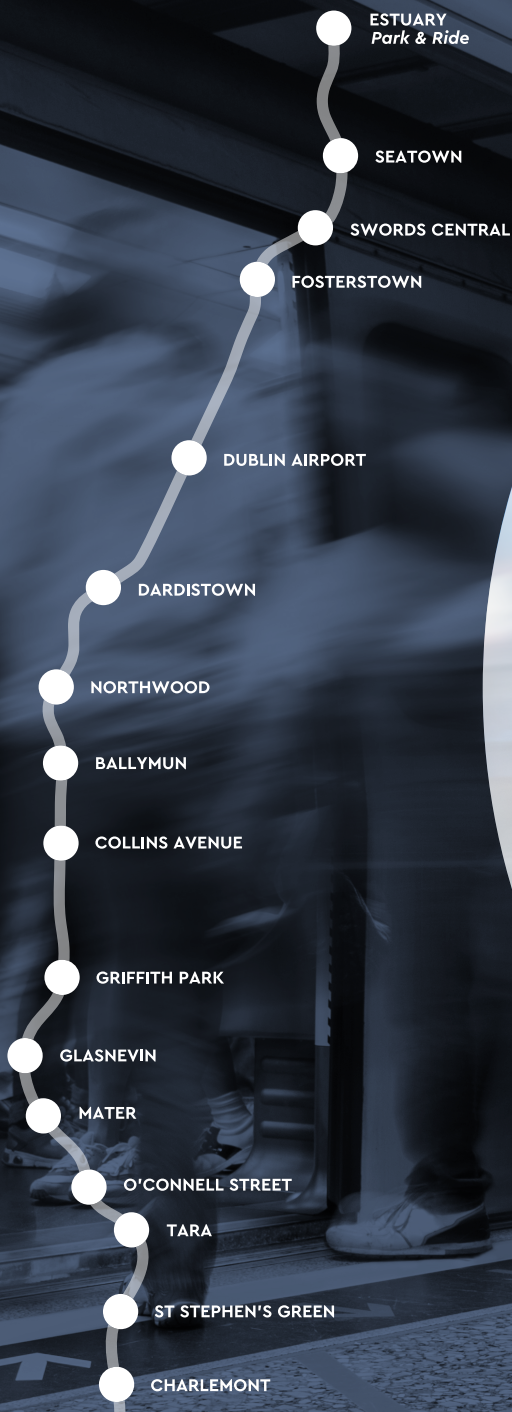 ESTUARY
Park & Ride
SEATOWN
SWORDS CENTRAL
FOSTERSTOWN
DUBLIN AIRPORT
DARDISTOWN
NORTHWOOD
BALLYMUN
COLLINS AVENUE
GRIFFITH PARK
GLASNEVIN
MATER
O'CONNELL STREET
TARA
ST STEPHEN'S GREEN
CHARLEMONT